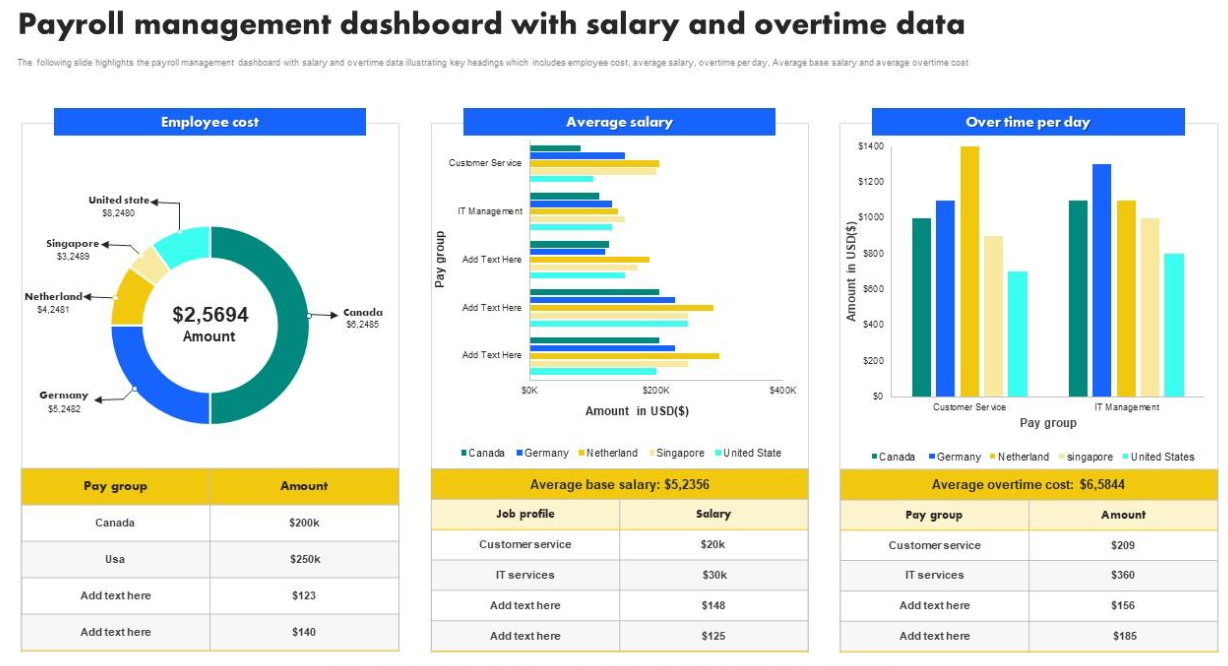 Payroll management dashboard with salary and overtime data
The following slide highlights the payroll management dashboard with salary and overtime data illustrating key headings which includes employee cost, average salary, overtime per day, Average base salary and average overtime cost
Employee cost
United state
$8,2480
Singapore
$3,2489
Netherland
$4,2481
$2,5694
Amount
Canada
$6,2485
Germany
$5,2482
Pay group Amount
Canada $200k
Usa $250k
Add text here $123
Add text here $140
Average salary
Pay group
Customer Service
IT Management
Add Text Here
Add Text Here
Add Text Here
$0K $200K $400K
Amount in USD($)
Canada Germany Netherland Singapore United State
Average base salary: $5,2356
Job profile Salary
Customer service $20k
IT services $30k
Add text here $148
Add text here $125
Over time per day
Amount in USD($)
$1400
$1200
$1000
$800
$600
$400
$200
$0
Customer Service IT Management
Pay group
Canada Germany Netherland singapore United States
Average overtime cost: $6,5844
Pay group Amount
Customer service $209
IT services $360
Add text here $156
Add text here $185